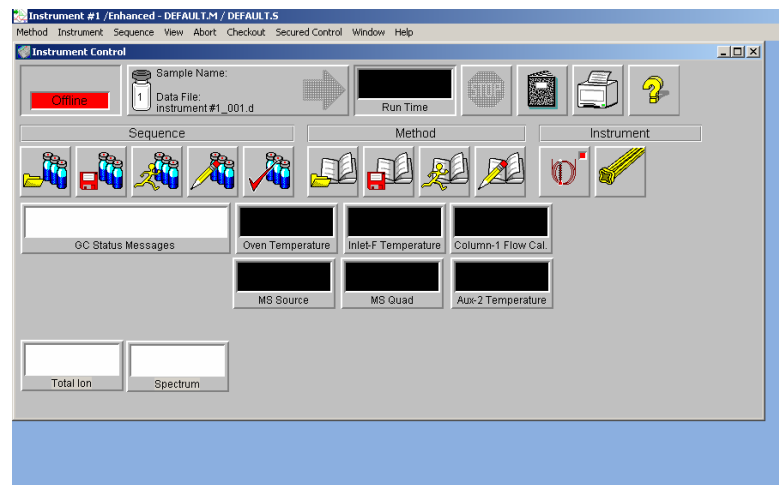 Instrument #1 /Enhanced - DEFAULT.M / DEFAULT.S
Method Instrument Sequence View Abort Checkout Secured Control Window Help
Instrument Control
Offline
1
Sample Name:
Data File:
instrument #1_001.d
Run Time
STOP
?
Sequence Method Instrument
GC Status Messages Oven Temperature Inlet-F Temperature Column-1 Flow Cal.
MS Source MS Quad Aux-2 Temperature
Total Ion Spectrum